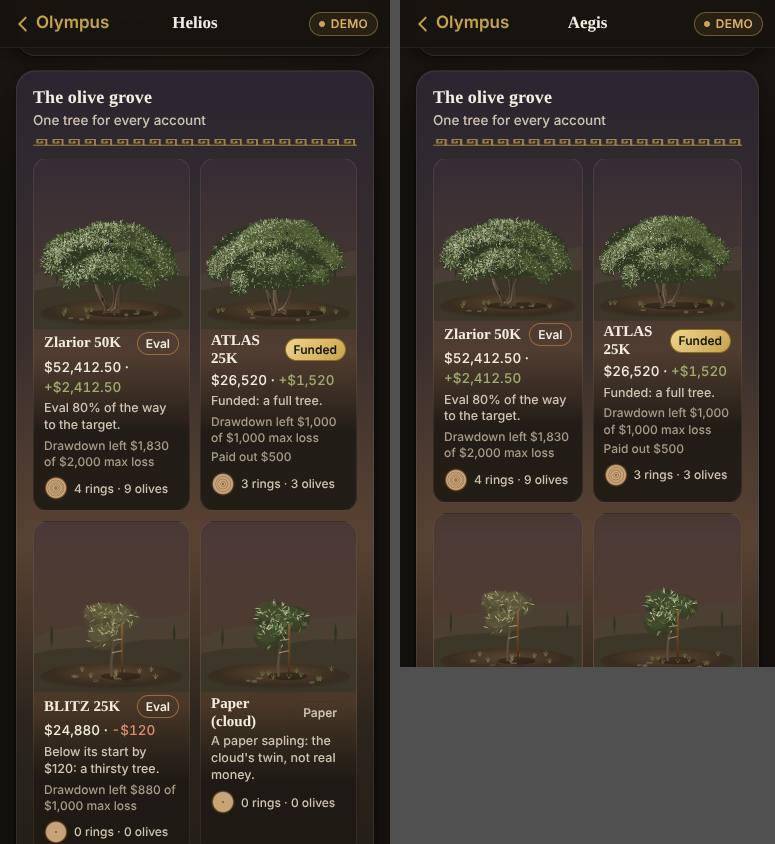 Olympus
Helios
DEMO
The olive grove
One tree for every account
Zlarior 50K
Eval
$52,412.50 ·
+$2,412.50
Eval 80% of the way
to the target.
Drawdown left $1,830
of $2,000 max loss
4 rings · 9 olives
ATLAS
25K
Funded
$26,520 · +$1,520
Funded: a full tree.
Drawdown left $1,000
of $1,000 max loss
Paid out $500
3 rings · 3 olives
BLITZ 25K
Eval
$24,880 · -$120
Below its start by
$120: a thirsty tree.
Drawdown left $880 of
$1,000 max loss
0 rings · 0 olives
Paper
(cloud)
Paper
A paper sapling: the
cloud's twin, not real
money.
0 rings · 0 olives
Olympus
Aegis
DEMO
The olive grove
One tree for every account
Zlarior 50K
Eval
$52,412.50 ·
+$2,412.50
Eval 80% of the way
to the target.
Drawdown left $1,830
of $2,000 max loss
4 rings · 9 olives
ATLAS
25K
Funded
$26,520 · +$1,520
Funded: a full tree.
Drawdown left $1,000
of $1,000 max loss
Paid out $500
3 rings · 3 olives